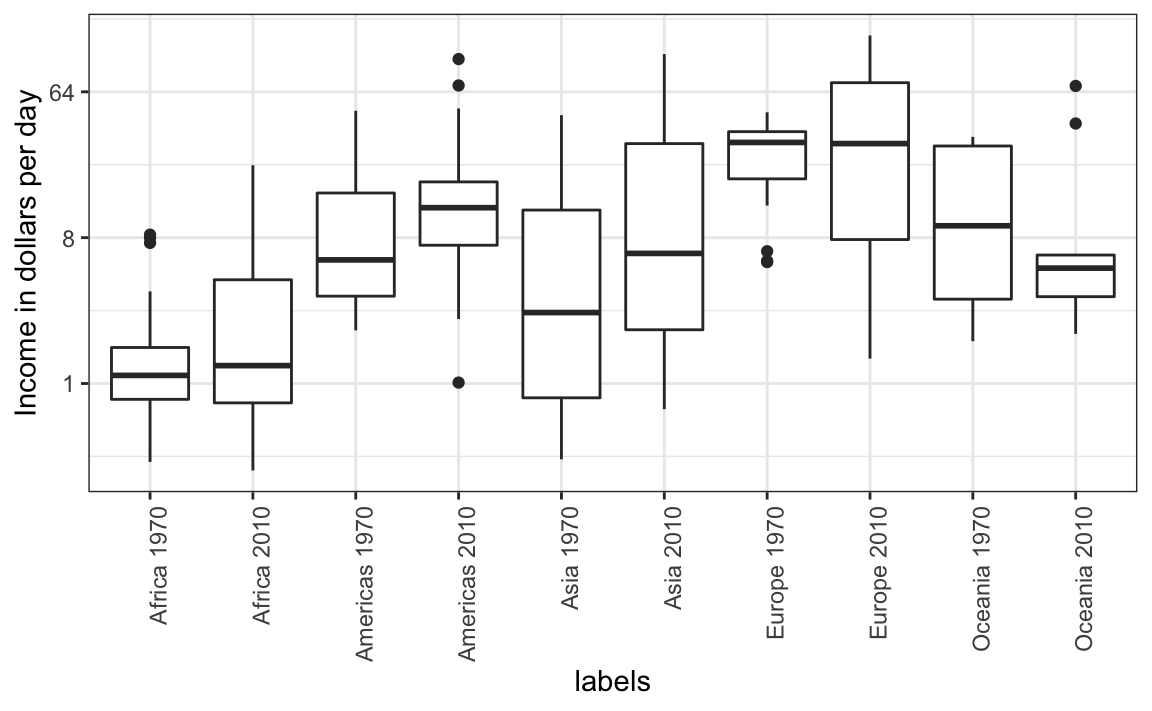 Income in dollars per day
64
8
1
Africa 1970
Africa 2010
Americas 1970
Americas 2010
Asia 1970
Asia 2010
Europe 1970
Europe 2010
Oceania 1970
Oceania 2010
labels